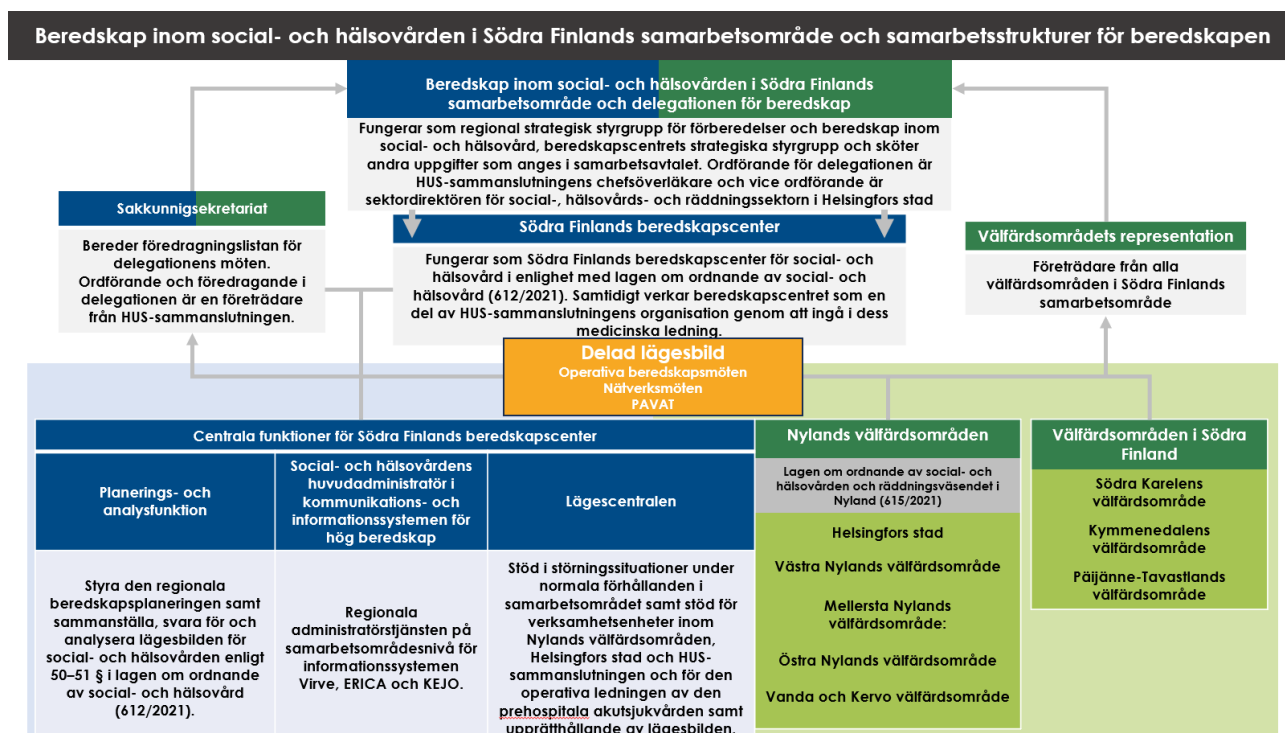 Beredskap inom social- och hälsovården i Södra Finlands samarbetsområde och samarbetsstrukturer för beredskapen
Beredskap inom social- och hälsovården i Södra Finlands
samarbetsområde och delegationen för beredskap
Fungerar som regional strategisk styrgrupp för förberedelser och beredskap inom
social- och hälsovård, beredskapscentrets strategiska styrgrupp och sköter
andra uppgifter som anges i samarbetsavtalet. Ordförande för delegationen är
HUS-sammanslutningens chefsöverläkare och vice ordförande är
sektordirektören för social-, hälsovårds- och räddningssektorn i Helsingfors stad
Sakkunnigsekretariat
Bereder föredragningslistan för
delegationens möten.
Ordförande och föredragande i
delegationen är en företrädare
från HUS-sammanslutningen.
Södra Finlands beredskapscenter
Fungerar som Södra Finlands beredskapscenter för social- och
hälsovård i enlighet med lagen om ordnande av social- och
hälsovård (612/2021). Samtidigt verkar beredskapscentret som en
del av HUS-sammanslutningens organisation genom att ingå i dess
medicinska ledning.
Välfärdsområdets representation
Företrädare från alla
välfärdsområden i Södra Finlands
samarbetsområde
Delad lägesbild
Operativa beredskapsmöten
Nätverksmöten
PAVAT
Centrala funktioner för Södra Finlands beredskapscenter
Planerings- och
analysfunktion
Styra den regionala
beredskapsplaneringen samt
sammanställa, svara för och
analysera lägesbilden för
social- och hälsovården enligt
50–51 § i lagen om ordnande
av social- och hälsovård
(612/2021).
Social- och hälsovårdens
huvudadministratör i
kommunikations- och
informationssystemen för
hög beredskap
Regionala
administratörstjänsten på
samarbetsområdesnivå för
informationssystemen
Virve, ERICA och KEJO.
Lägescentralen
Stöd i störningssituationer under
normala förhållanden i
samarbetsområdet samt stöd för
verksamhetsenheter inom
Nylands välfärdsområden,
Helsingfors stad och HUS-
sammanslutningen och för den
operativa ledningen av den
prehospitala akutsjukvården samt
upprätthållande av lägesbilden.
Nylands välfärdsområden
Lagen om ordnande av social- och
hälsovården och räddningsväsendet i
Nyland (615/2021)
Helsingfors stad
Västra Nylands välfärdsområde
Mellersta Nylands
välfärdsområde:
Östra Nylands välfärdsområde
Vanda och Kervo välfärdsområde
Välfärdsområden i Södra
Finland
Södra Karelens
välfärdsområde
Kymmenedalens
välfärdsområde
Päijänne-Tavastlands
välfärdsområde